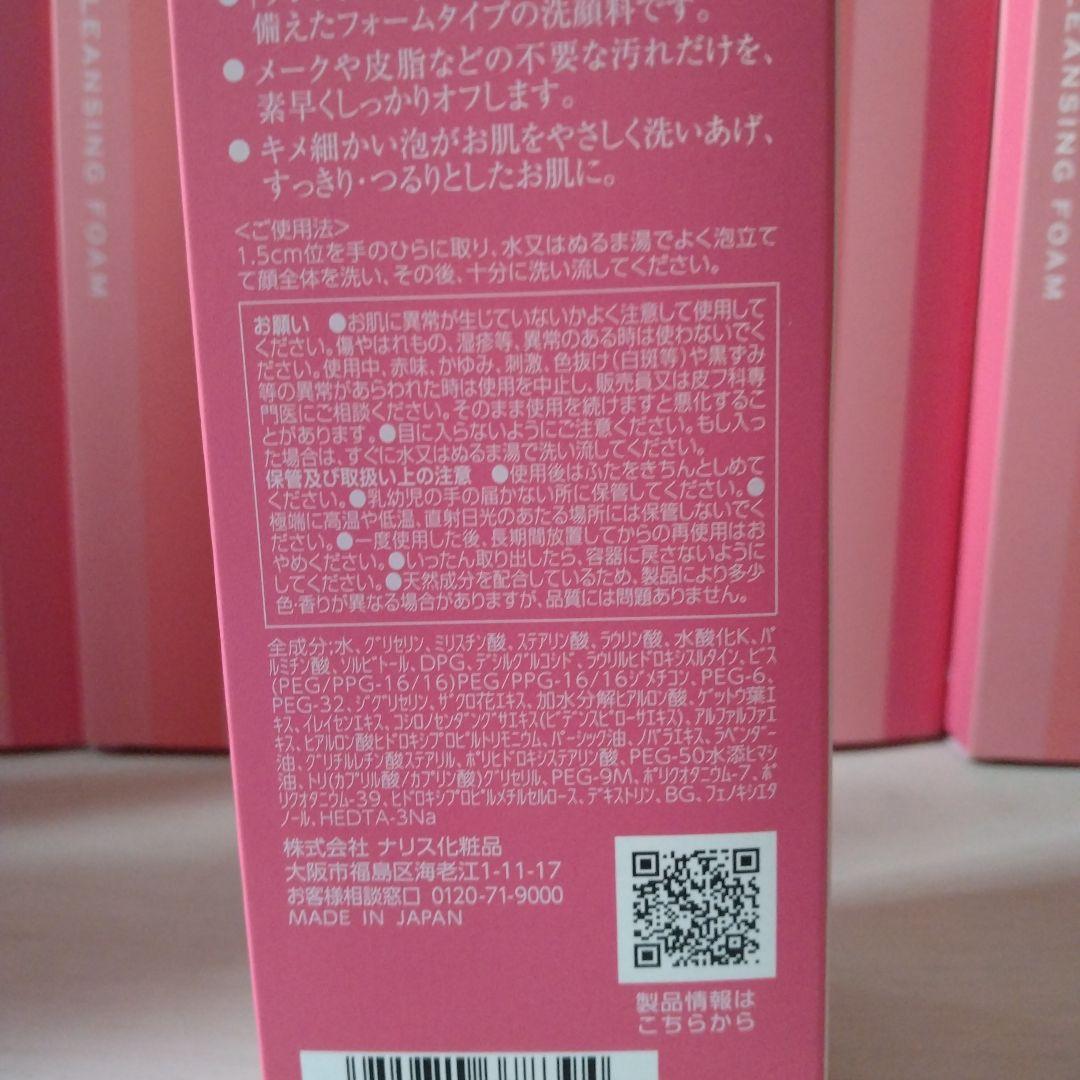 備えたフォームタイプの洗顔料です。
●メークや皮脂などの不要な汚れだけを、
素早くしっかりオフします。
●キメ細かい泡がお肌をやさしく洗いあげ、
すっきり・つるりとしたお肌に。
<ご使用法>
1.5cm位を手のひらに取り、水又はぬるま湯でよく泡立て
て顔全体を洗い、その後、十分に洗い流してください。
お願い ●お肌に異常が生じていないかよく注意して使用して
ください。傷やはれもの、湿疹等、異常のある時は使わないでく
ださい。使用中、赤味、かゆみ、刺激、色抜け(白斑等)や黒ずみ
等の異常があらわれた時は使用を中止し、販売員又は皮フ科専
門医にご相談ください。そのまま使用を続けますと悪化するこ
とがあります。●目に入らないようにご注意ください。もし入っ
た場合は、すぐに水又はぬるま湯で洗い流してください。
保管及び取扱い上の注意 ●使用後はふたをきちんとしめて
ください。●乳幼児の手の届かない所に保管してください。●
極端に高温や低温、直射日光のあたる場所には保管しないでく
ださい。●一度使用した後、長期間放置してからの再使用はお
やめください。●いったん取り出したら、容器に戻さないように
してください。●天然成分を配合しているため、製品により多少
色・香りが異なる場合がありますが、品質には問題ありません。
全成分;水、グリセリン、ミリスチン酸、ステアリン酸、ラウリン酸、水酸化K、パ
ルミチン酸、ソルビトール、DPG、デシルグルコシド、ラウリルヒドロキシスルタイン、ビス
(PEG/PPG-16/16)PEG/PPG-16/16ジメチコン、PEG-6、
PEG-32、ジグリセリン、ザクロ花エキス、加水分解ヒアルロン酸、ゲットウ葉エ
キス、イレイセンエキス、コシロノセンダングサエキス(ビデンスピローサエキス)、アルファルファエ
キス、ヒアルロン酸ヒドロキシプロピルトリモニウム、パーシック油、ノバラエキス、ラベンダー
油、グリチルレチン酸ステアリル、ポリヒドロキシステアリン酸、PEG-50水添ヒマシ
油、トリ(カプリル酸/カプリン酸)グリセリル、PEG-9M、ポリクオタニウム-7、ポ
リクオタニウム-39、ヒドロキシプロピルメチルセルロース、デキストリン、BG、フェノキシエタ
ノール、HEDTA-3Na
株式会社 ナリス化粧品
大阪市福島区海老江1-11-17
お客様相談窓口 0120-71-9000
MADE IN JAPAN
製品情報は
こちらから
LEANSING FOAM
LEANSING FOAM